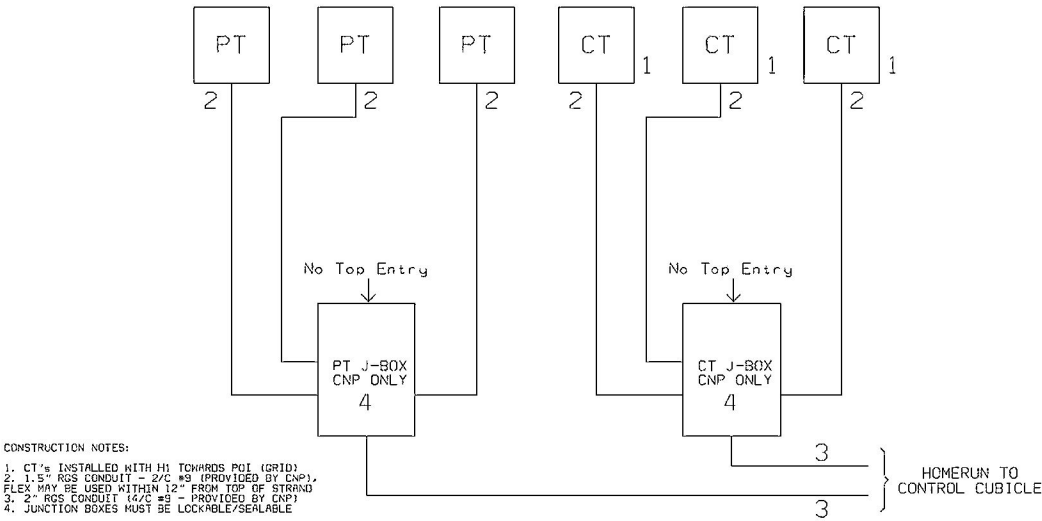 PT PT PT CT CT CT
1 1 1
2 2 2 2 2 2
No Top Entry No Top Entry
PT J-BOX
CNP ONLY
4
CT J-BOX
CNP ONLY
4
3
HOMERUN TO
CONTROL CUBICLE
3
CONSTRUCTION NOTES:
1. CT's INSTALLED WITH H1 TOWARDS POI (GRID)
2. 1.5" RGS CONDUIT - 2/C #9 (PROVIDED BY CNP),
FLEX MAY BE USED WITHIN 12" FROM TOP OF STRAND
3. 2" RGS CONDUIT (4/C #9 - PROVIDED BY CNP)
4. JUNCTION BOXES MUST BE LOCKABLE/SEALABLE